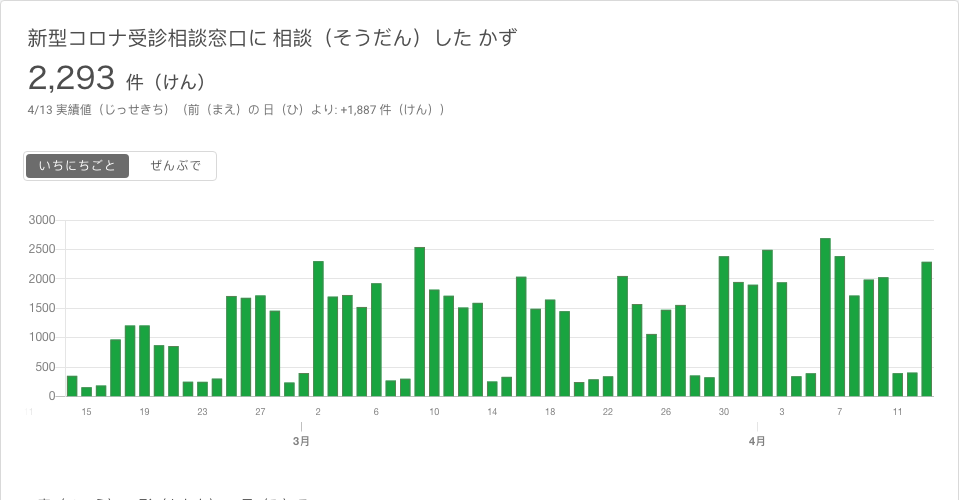 新型コロナ受診相談窓口に 相談（そうだん）した かず
2,293 件（けん）
4/13 実績値（じっせきち）（前（まえ）の 日（ひ）より: +1,887 件（けん））
いちにちごと ぜんぶで
3000
2500
2000
1500
1000
500
0
15 19 23 27 2 6 10 14 18 22 26 30 3 7 11
3月 4月